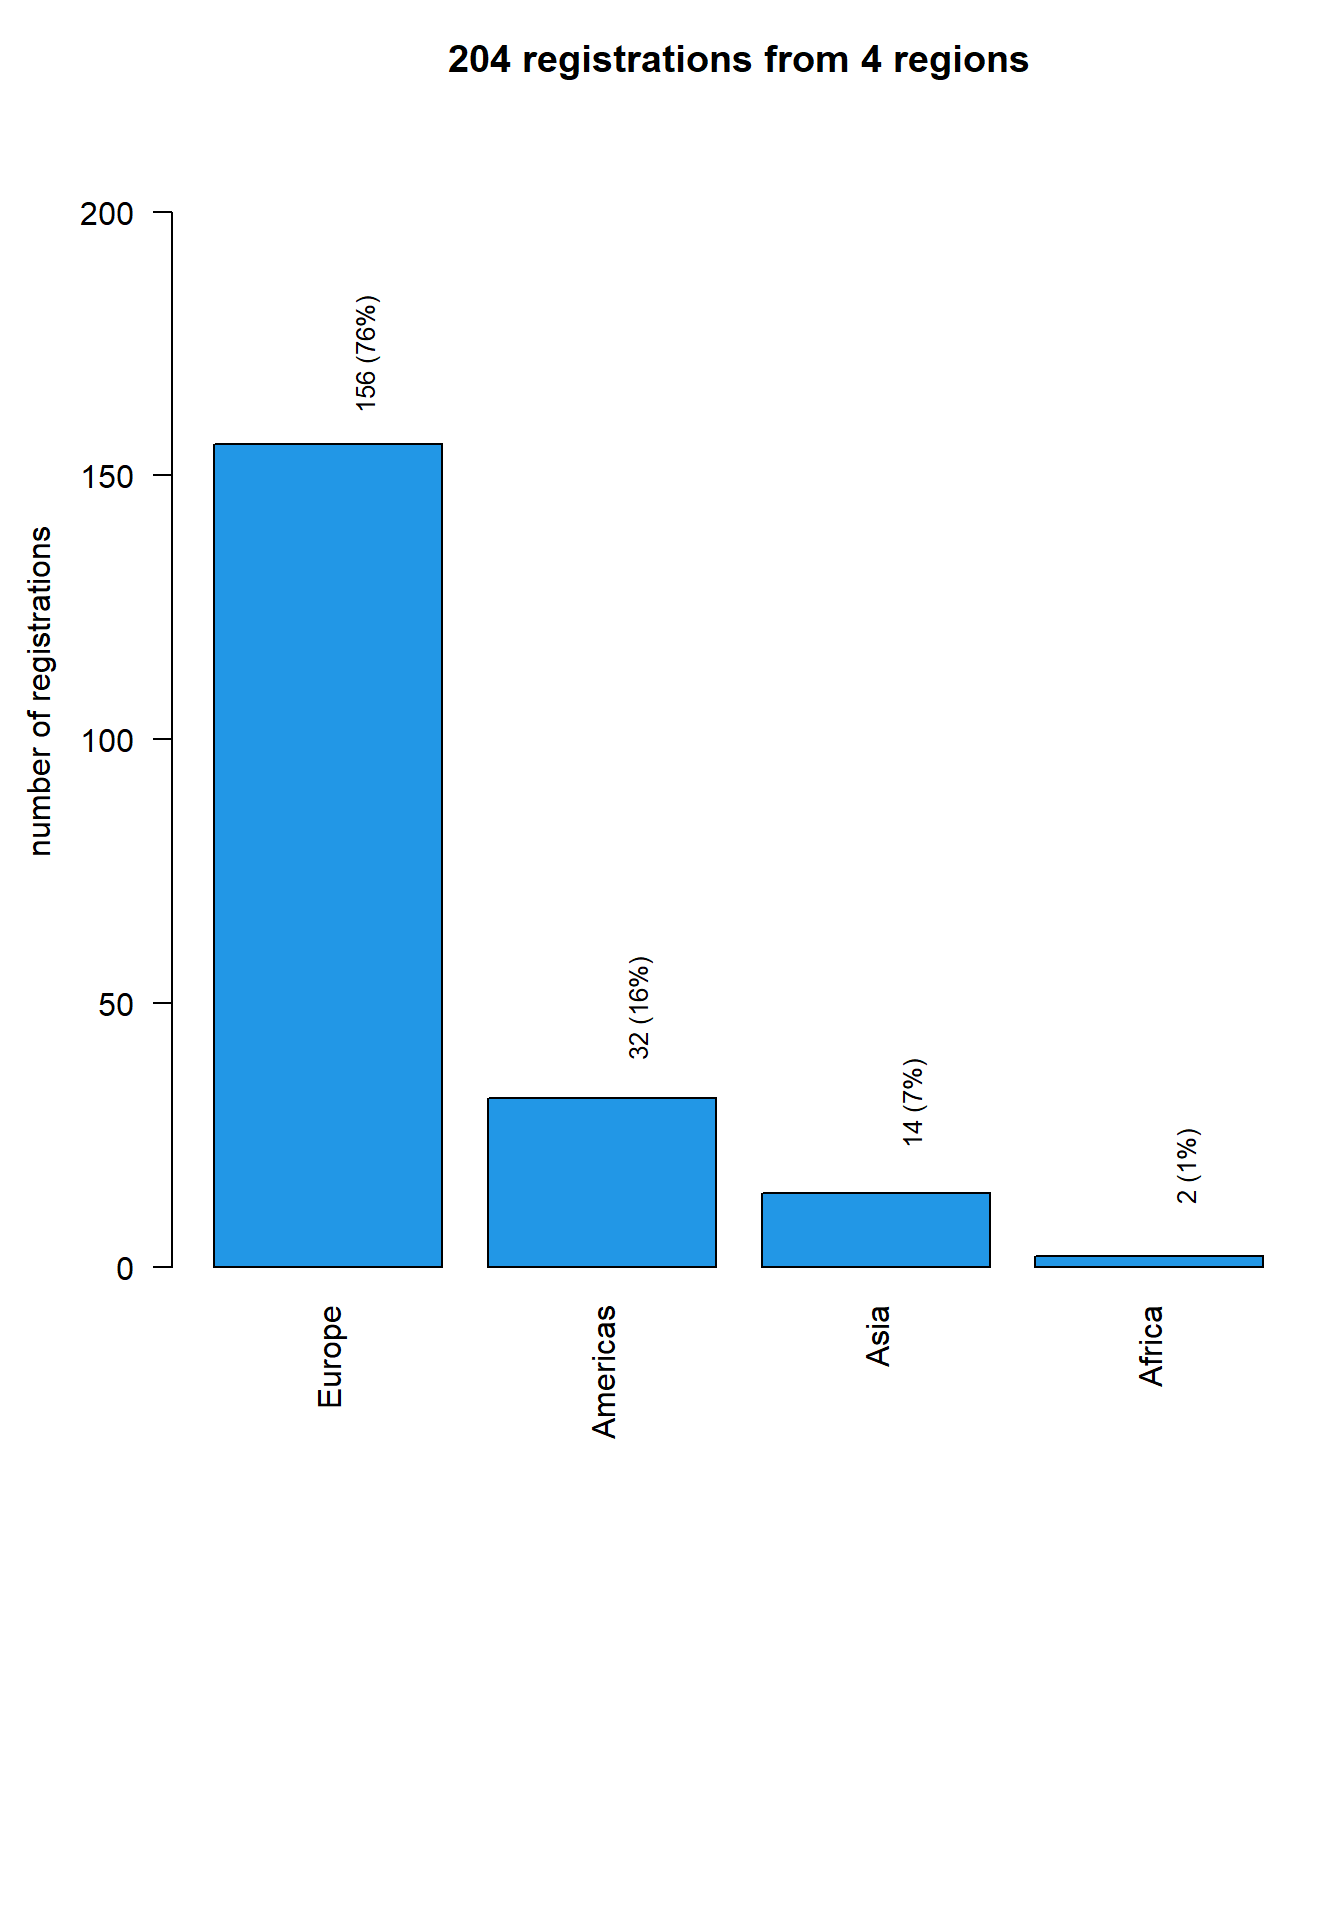 204 registrations from 4 regions
number of registrations
200
150
100
50
0
156 (76%)
32 (16%)
14 (7%)
2 (1%)
Europe
Americas
Asia
Africa